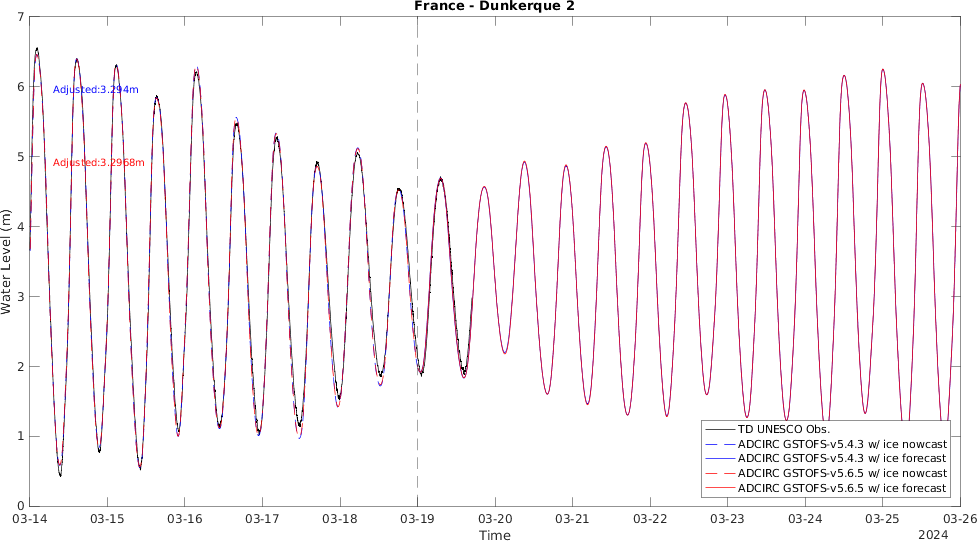 France - Dunkerque 2
Water Level (m)
7
6
5
4
3
2
1
0
Adjusted:3.294m
Adjusted:3.2968m
TD UNESCO Obs.
ADCIRC GSTOFS-v5.4.3 w/ ice nowcast
ADCIRC GSTOFS-v5.4.3 w/ ice forecast
ADCIRC GSTOFS-v5.6.5 w/ ice nowcast
ADCIRC GSTOFS-v5.6.5 w/ ice forecast
03-14 03-15 03-16 03-17 03-18 03-19 03-20 03-21 03-22 03-23 03-24 03-25 03-26
Time
2024